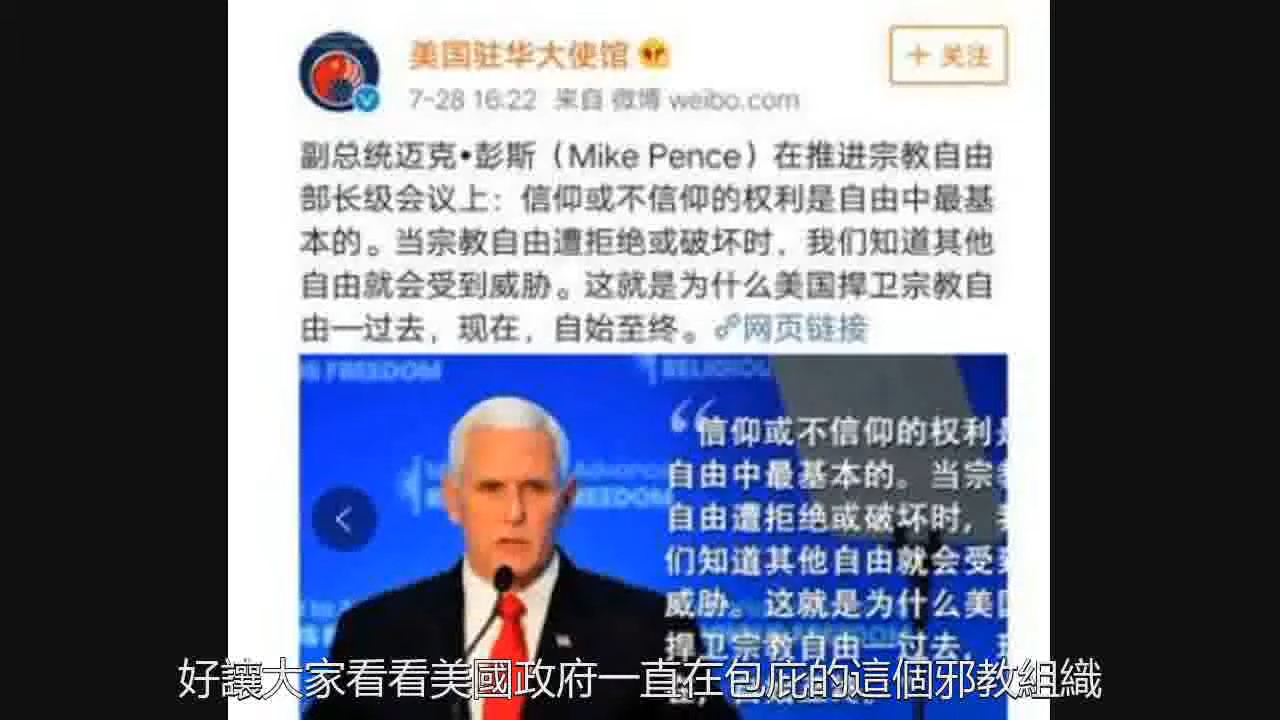 美国驻华大使馆
+ 关注
7-28 16:22 来自 微博 weibo.com
副总统迈克•彭斯（Mike Pence）在推进宗教自由
部长级会议上：信仰或不信仰的权利是自由中最基
本的。当宗教自由遭拒绝或破坏时，我们知道其他
自由就会受到威胁。这就是为什么美国捍卫宗教自
由—过去，现在，自始至终。网页链接
FREEDOM
RELIGIOU
FREEDOM
“信仰或不信仰的权利是
自由中最基本的。当宗教
自由遭拒绝或破坏时，我
们知道其他自由就会受到
威胁。这就是为什么美国
捍卫宗教自由—过去，现
好讓大家看看美國政府一直在包庇的這個邪教組織